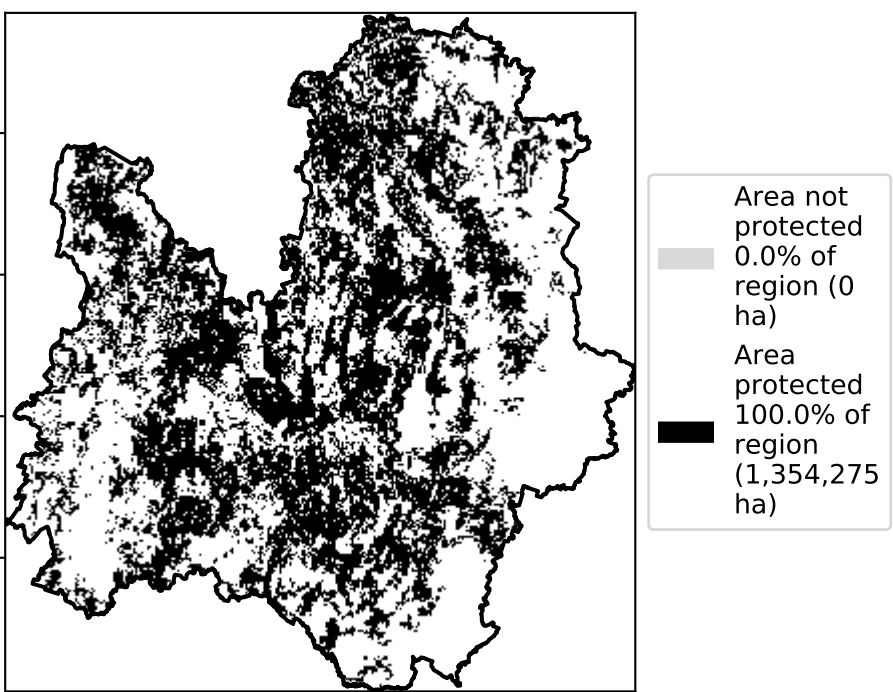 Area not
protected
0.0% of
region (0
ha)
Area
protected
100.0% of
region
(1,354,275
ha)